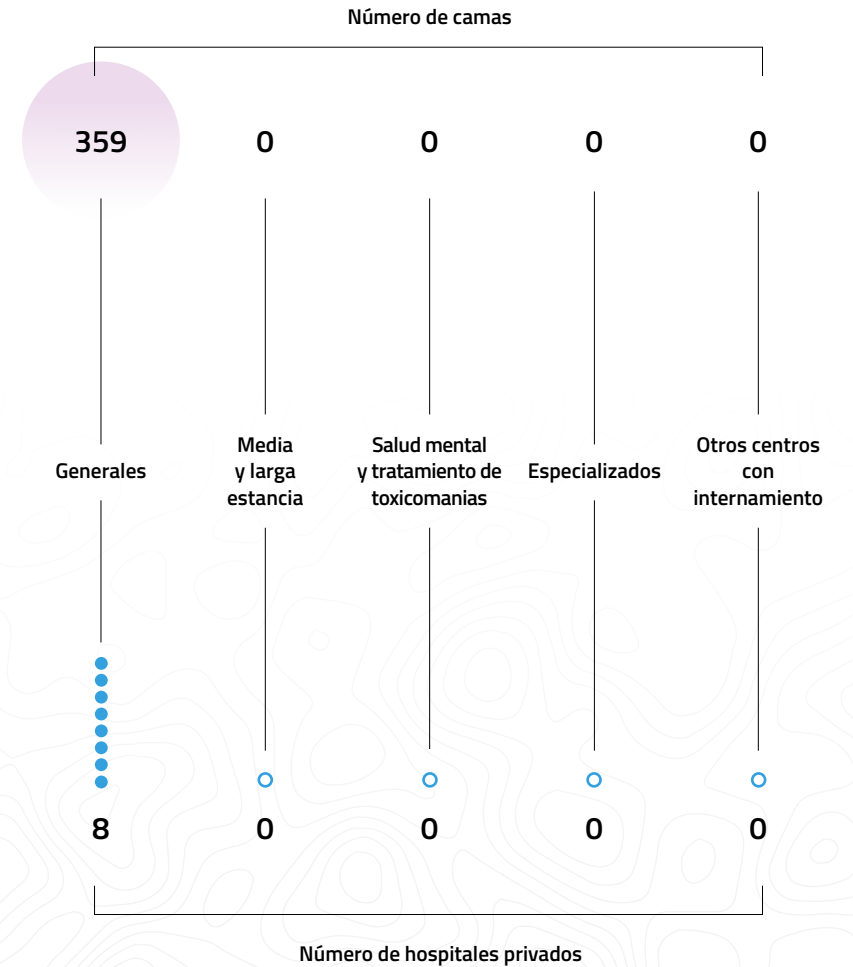 Número de camas
359 0 0 0 0
Generales
Media
y larga
estancia
Salud mental
y tratamiento de
toxicomanias
Especializados
Otros centros
con
internamiento
8 0 0 0 0
Número de hospitales privados